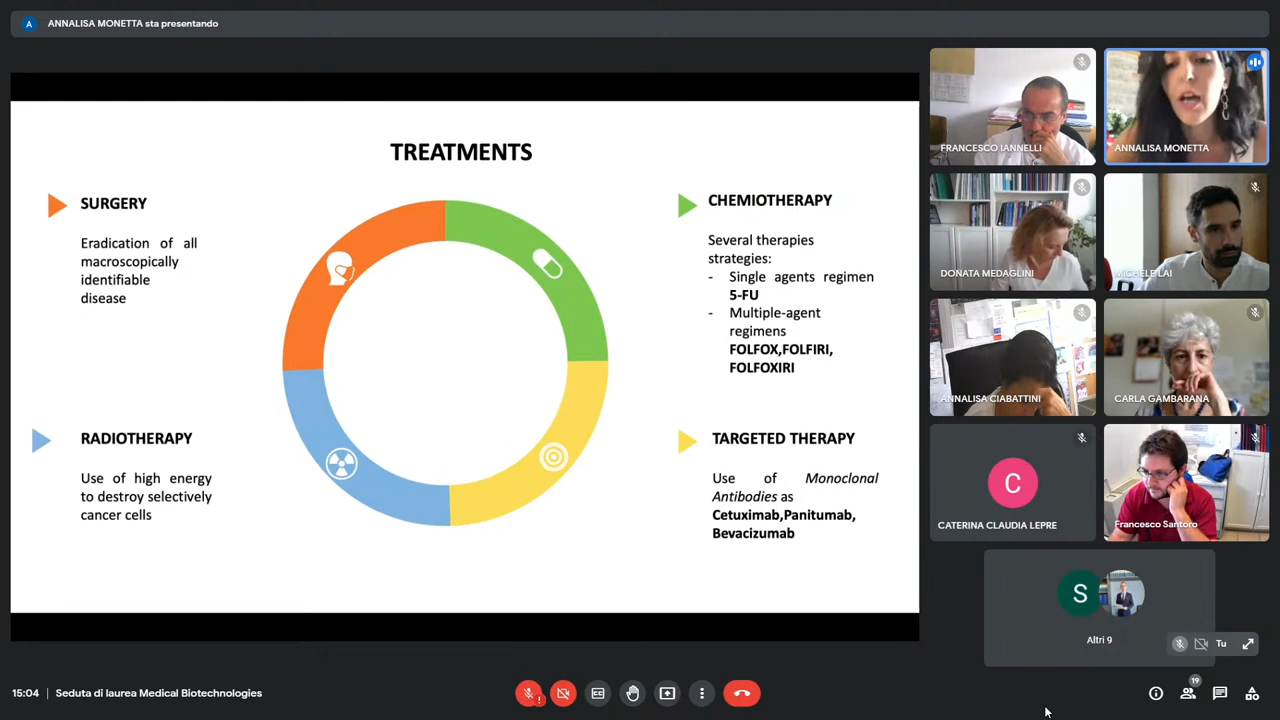 A ANNALISA MONETTA sta presentando
TREATMENTS
SURGERY
Eradication of all
macroscopically
identifiable
disease
CHEMIOTHERAPY
Several therapies
strategies:
- Single agents regimen
5-FU
- Multiple-agent
regimens
FOLFOX,FOLFIRI,
FOLFOXIRI
RADIOTHERAPY
Use of high energy
to destroy selectively
cancer cells
TARGETED THERAPY
Use of Monoclonal
Antibodies as
Cetuximab,Panitumab,
Bevacizumab
FRANCESCO IANNELLI
ANNALISA MONETTA
DONATA MEDAGLINI
MICHELE LAI
ANNALISA CIABATTINI
CARLA GAMBARANA
C
CATERINA CLAUDIA LEPRE
Francesco Santoro
S
Altri 9
Tu
15:04 | Seduta di laurea Medical Biotechnologies
19